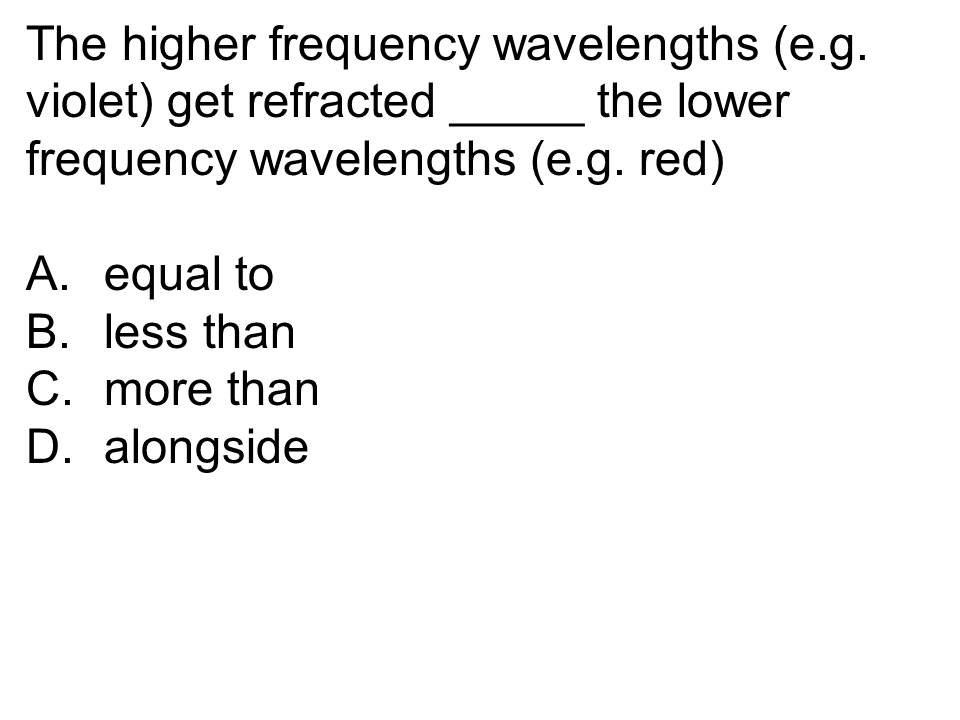 The higher frequency wavelengths (e.g.
violet) get refracted _____ the lower
frequency wavelengths (e.g. red)
A. equal to
B. less than
C. more than
D. alongside